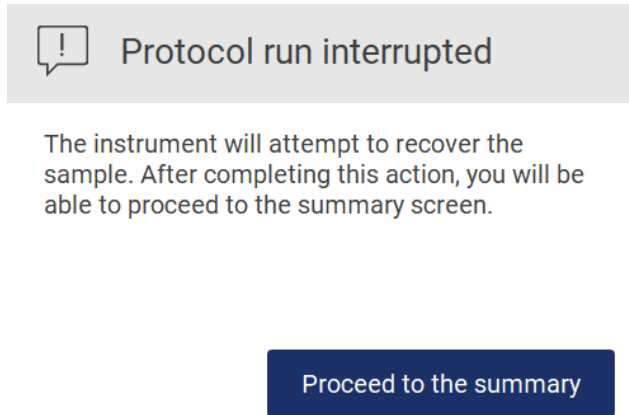 Protocol run interrupted
The instrument will attempt to recover the
sample. After completing this action, you will be
able to proceed to the summary screen.
Proceed to the summary